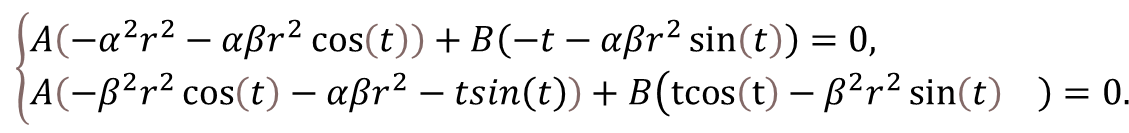 A(−α²r² − αβr² cos(t)) + B(−t − αβr² sin(t)) = 0,
A(−β²r² cos(t) − αβr² − tsin(t)) + B(tcos(t) − β²r² sin(t) ) = 0.